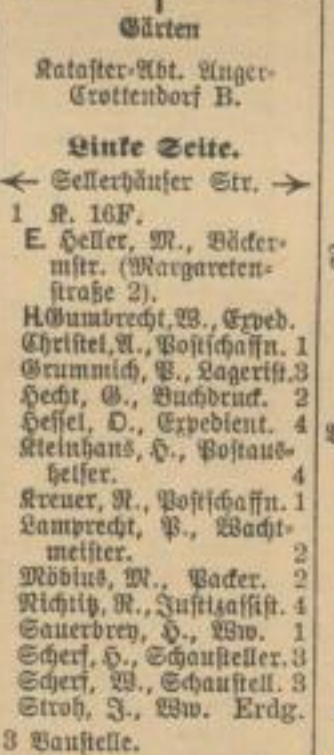 Gärten
Kataster-Abt. Anger-
Crottendorf B.
Linke Seite.
← Sellerhäuser Str. →
1 K. 16F.
E. Heller, M., Bäcker-
mstr. (Margareten-
straße 2).
H. Gumbrecht, W., Exped.
Christel, A., Postschaffn. 1
Grummich, P., Lagerist. 3
Hecht, G., Buchdruck. 2
Hessel, O., Expedient. 4
Kleinhans, H., Postaus-
helfer. 4
Kreuer, R., Postschaffn. 1
Lamprecht, P., Wacht-
meister. 2
Möbius, M., Packer. 2
Nichtitz, R., Justizassist. 4
Sauerbrey, H., Ww. 1
Scherf, H., Schausteller. 3
Scherf, W., Schaustell. 3
Stroh, J., Ww. Erdg.
3 Baustelle.